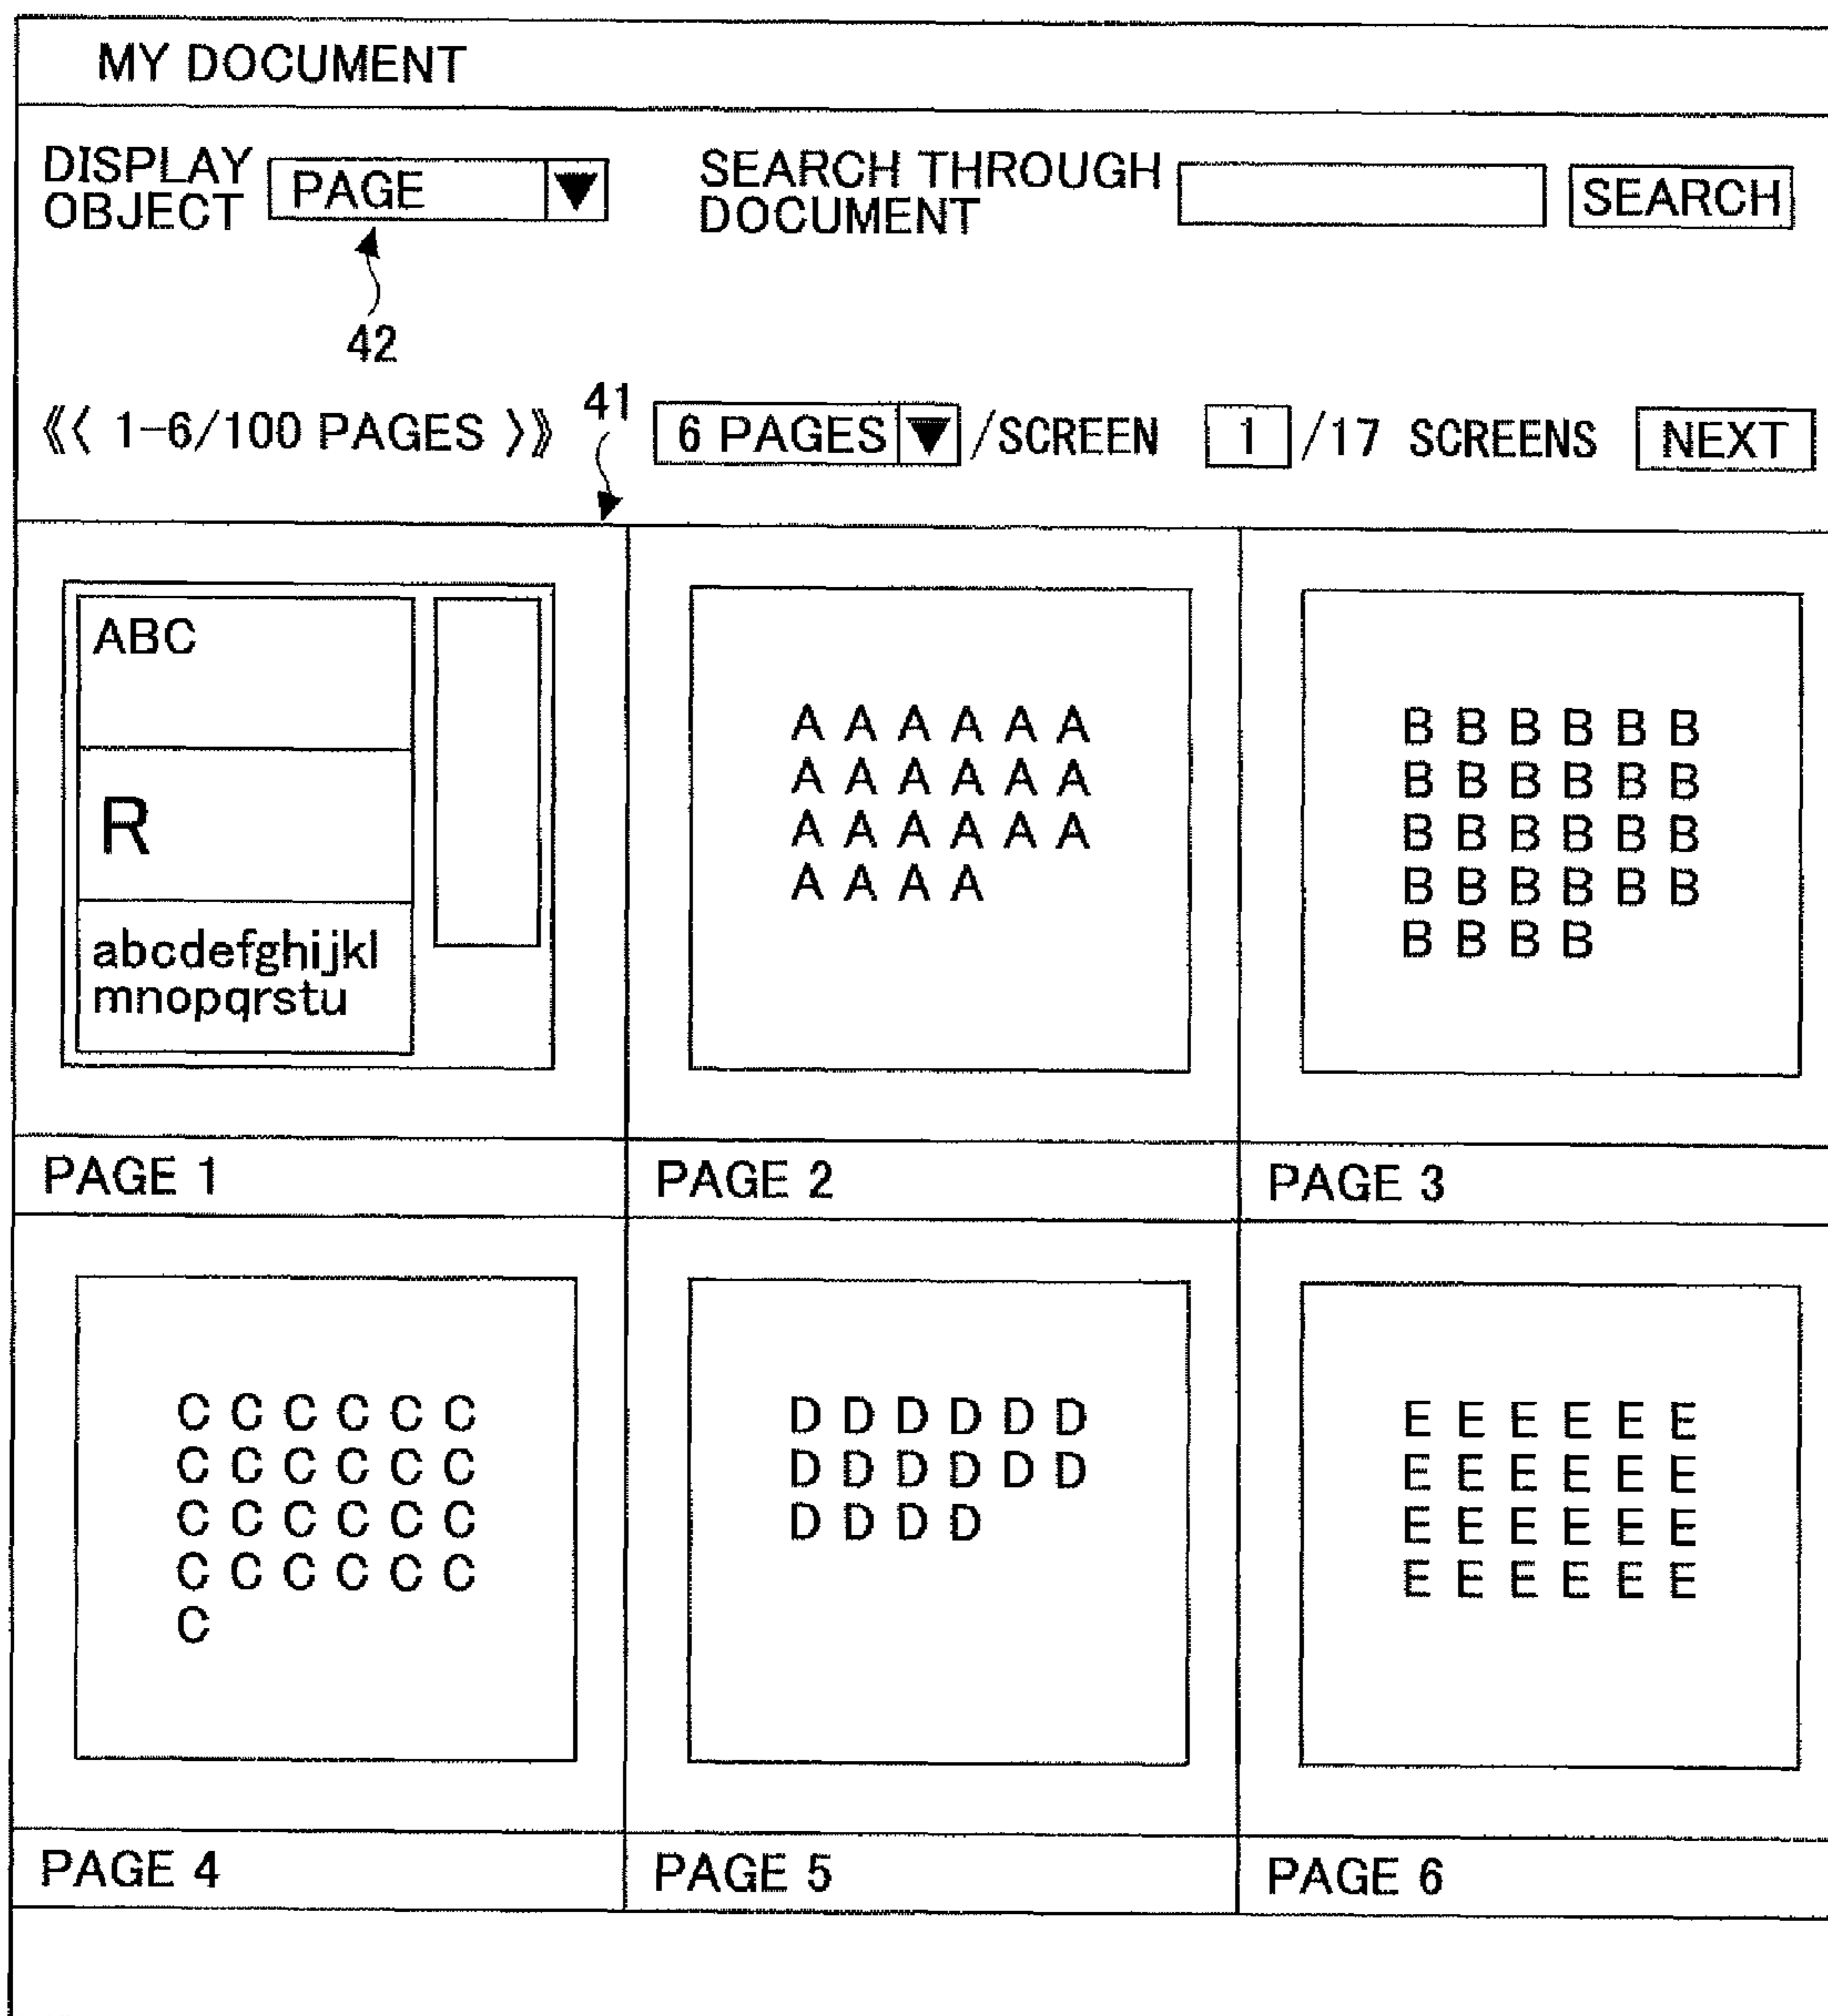 MY DOCUMENT
DISPLAY OBJECT PAGE ▼ SEARCH THROUGH DOCUMENT SEARCH
42
《〈 1-6/100 PAGES 〉》 41 6 PAGES ▼ /SCREEN 1 /17 SCREENS NEXT
ABC
R
abcdefghijkl
mnopqrstu
A A A A A A
A A A A A A
A A A A A A
A A A A
B B B B B B
B B B B B B
B B B B B B
B B B B B B
B B B B
PAGE 1
PAGE 2
PAGE 3
C C C C C C
C C C C C C
C C C C C C
C C C C C C
C
D D D D D D
D D D D D D
D D D D
E E E E E E
E E E E E E
E E E E E E
E E E E E E
PAGE 4
PAGE 5
PAGE 6